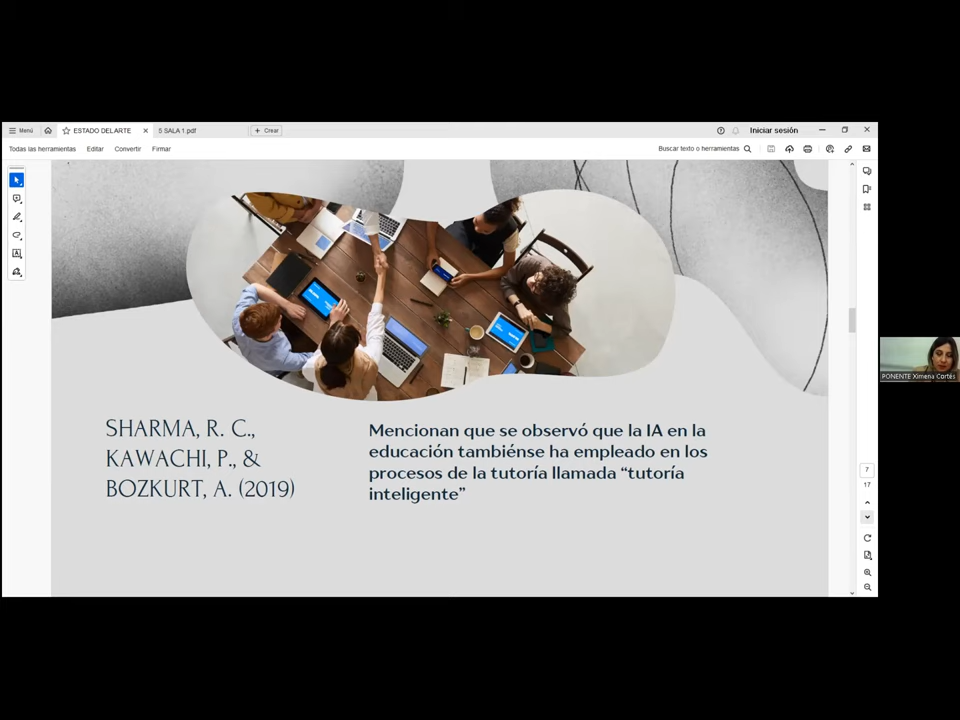 Menú
ESTADO DEL ARTE
5 SALA 1.pdf
Crear
Iniciar sesión
Todas las herramientas
Editar
Convertir
Firmar
Buscar texto o herramientas
SHARMA, R. C.,
KAWACHI, P., &
BOZKURT, A. (2019)
Mencionan que se observó que la IA en la
educación tambiénse ha empleado en los
procesos de la tutoría llamada “tutoría
inteligente”
7
17
PONENTE Ximena Cortés